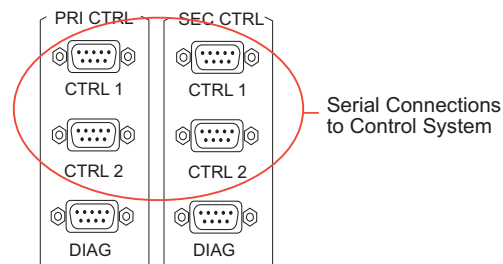 PRI CTRL
SEC CTRL
CTRL 1
CTRL 1
Serial Connections
to Control System
CTRL 2
CTRL 2
DIAG
DIAG